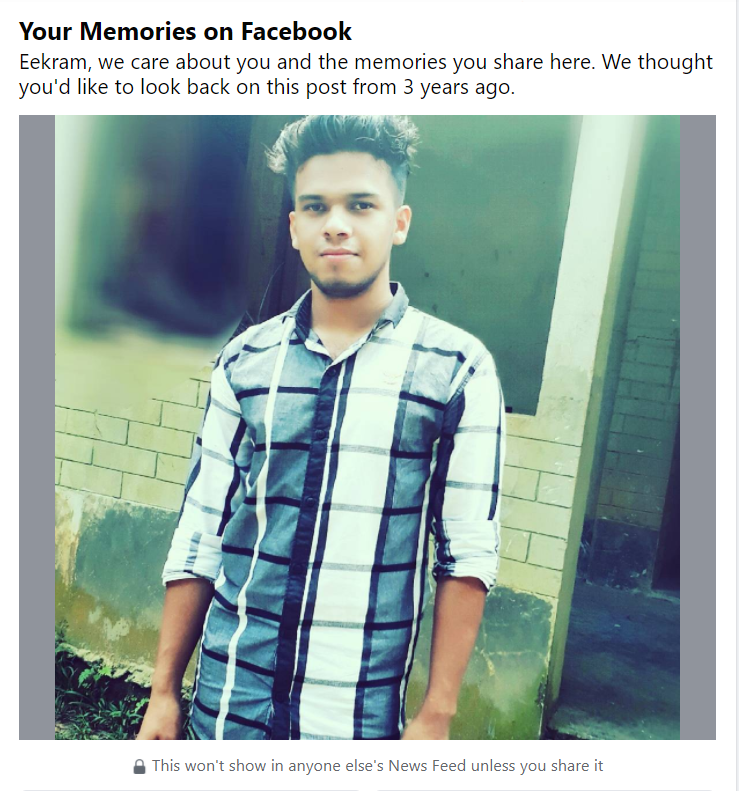 Your Memories on Facebook
Eekram, we care about you and the memories you share here. We thought
you'd like to look back on this post from 3 years ago.
This won't show in anyone else's News Feed unless you share it